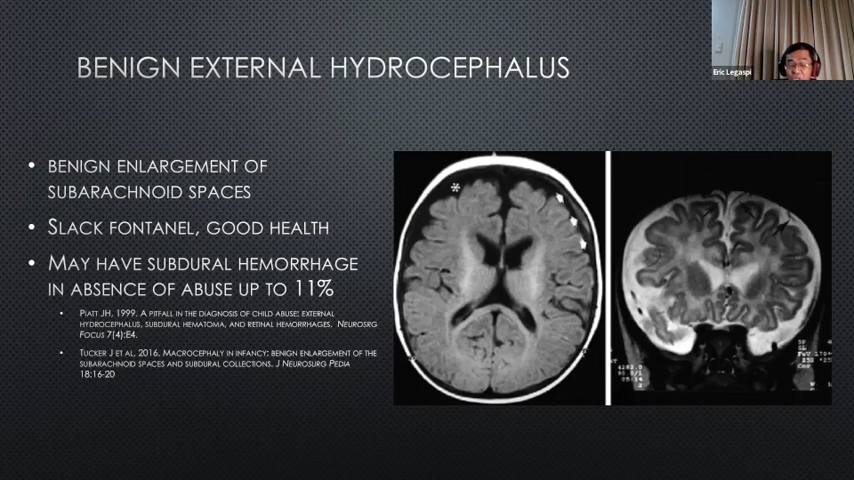 BENIGN EXTERNAL HYDROCEPHALUS
Eric Legaspi
• BENIGN ENLARGEMENT OF
SUBARACHNOID SPACES
• SLACK FONTANEL, GOOD HEALTH
• MAY HAVE SUBDURAL HEMORRHAGE
IN ABSENCE OF ABUSE UP TO 11%
• PIATT JH, 1999. A PITFALL IN THE DIAGNOSIS OF CHILD ABUSE: EXTERNAL
HYDROCEPHALUS, SUBDURAL HEMATOMA, AND RETINAL HEMORRHAGES. NEUROSRG
FOCUS 7(4):E4.
• TUCKER J ET AL, 2016. MACROCEPHALY IN INFANCY: BENIGN ENLARGEMENT OF THE
SUBARACHNOID SPACES AND SUBDURAL COLLECTIONS. J NEUROSURG PEDIA
18:16-20
*